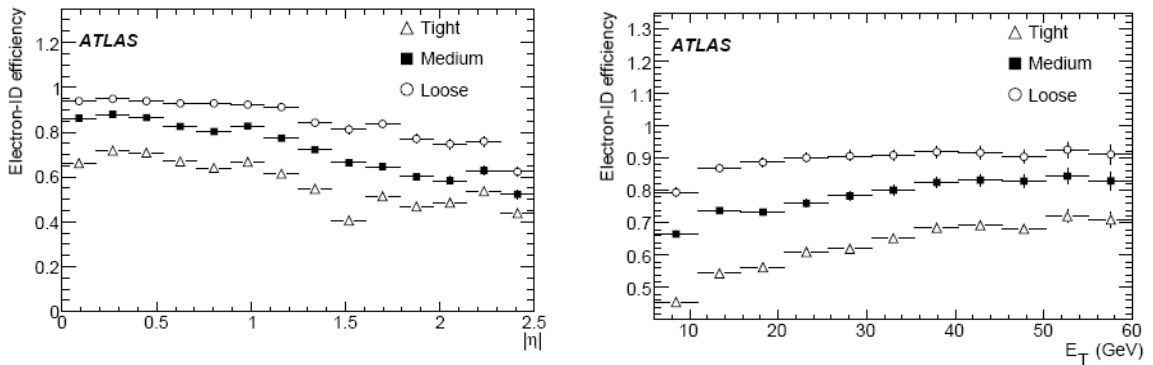 Electron-ID efficiency
ATLAS
Tight
Medium
Loose
1.2
1
0.8
0.6
0.4
0.2
0
0 0.5 1 1.5 2 2.5
|η|
Electron-ID efficiency
ATLAS
Tight
Medium
Loose
1.3
1.2
1.1
1
0.9
0.8
0.7
0.6
0.5
10 20 30 40 50 60
E_T (GeV)